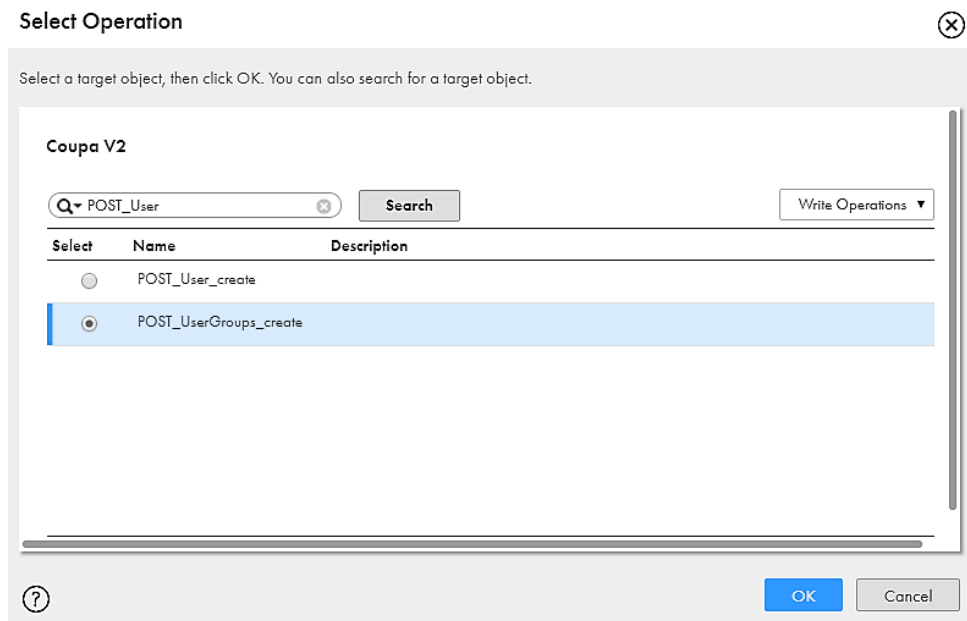 Select Operation
Select a target object, then click OK. You can also search for a target object.
Coupa V2
POST_User
Search
Write Operations
Select Name Description
POST_User_create
POST_UserGroups_create
?
OK
Cancel